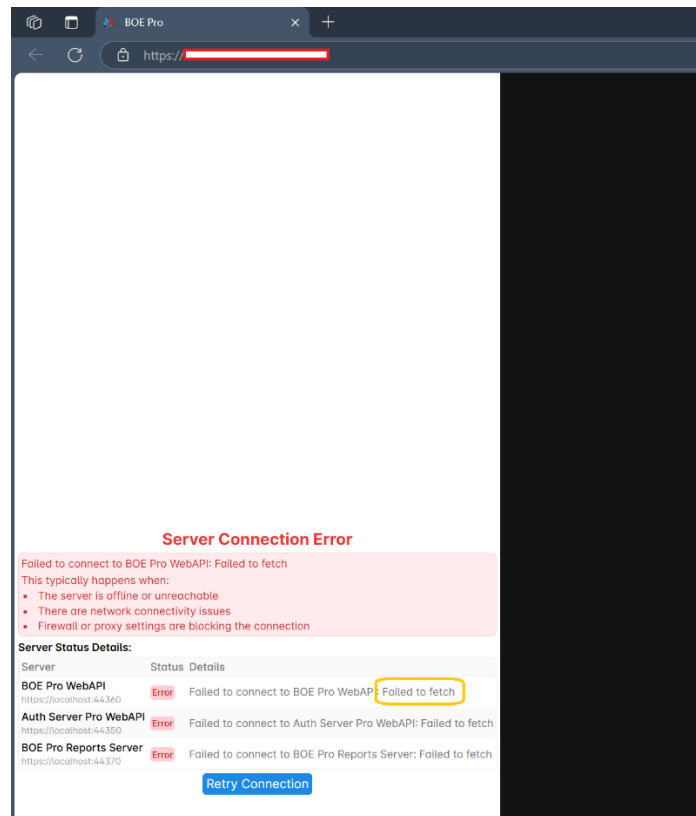 BOE Pro
https://
Server Connection Error
Failed to connect to BOE Pro WebAPI: Failed to fetch
This typically happens when:
• The server is offline or unreachable
• There are network connectivity issues
• Firewall or proxy settings are blocking the connection
Server Status Details:
Server Status Details
BOE Pro WebAPI
https://localhost:44360
Error
Failed to connect to BOE Pro WebAPI: Failed to fetch
Auth Server Pro WebAPI
https://localhost:44350
Error
Failed to connect to Auth Server Pro WebAPI: Failed to fetch
BOE Pro Reports Server
https://localhost:44370
Error
Failed to connect to BOE Pro Reports Server: Failed to fetch
Retry Connection